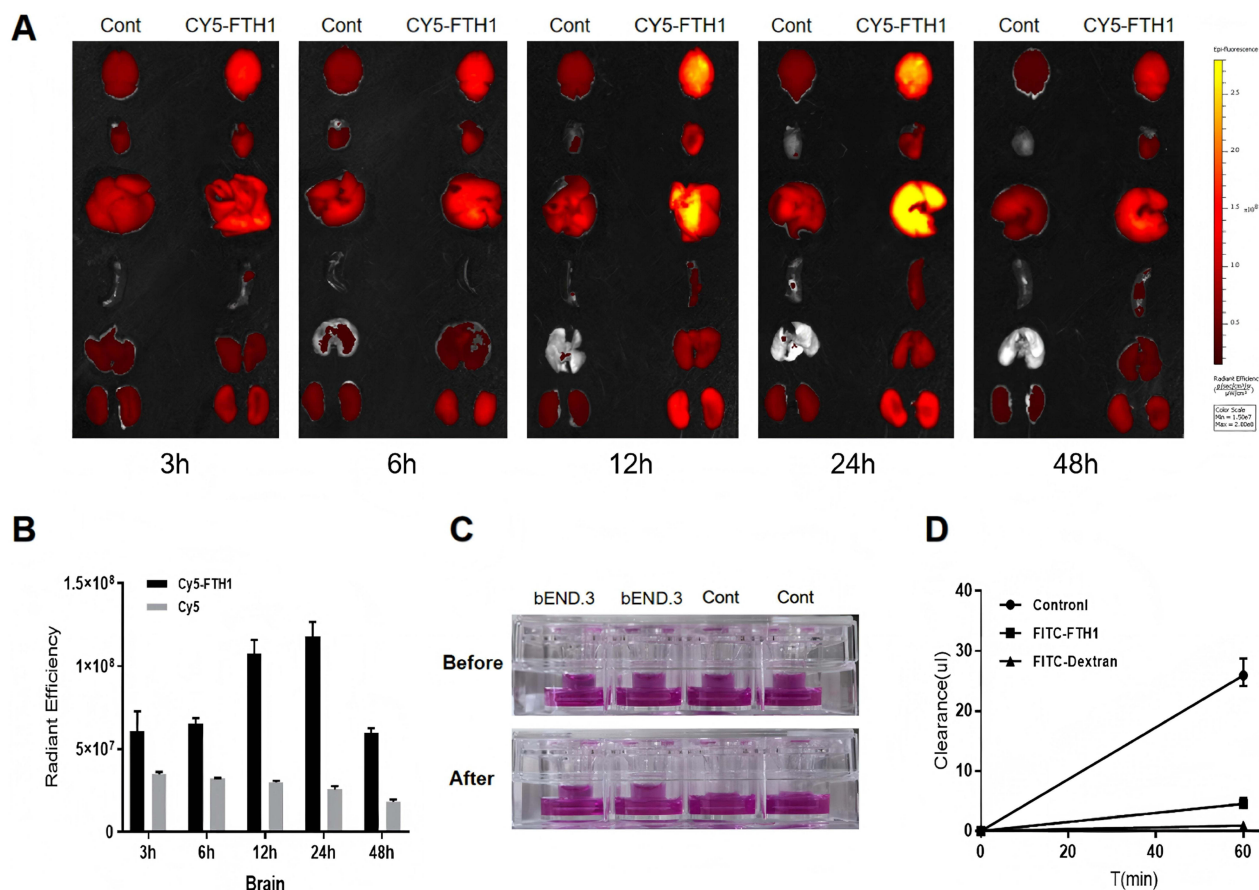 A
Cont CY5-FTH1 Cont CY5-FTH1 Cont CY5-FTH1 Cont CY5-FTH1 Cont CY5-FTH1
Epi-fluorescence
2.5
2.0
1.5
x10⁸
1.0
0.5
Radiant Efficiency
Color Scale
Min = 1.50e7
Max = 2.80e8
3h 6h 12h 24h 48h
B
Cy5-FTH1
Cy5
Radiant Efficiency
1.5×10⁸
1×10⁸
5×10⁷
0
3h 6h 12h 24h 48h
Brain
C
bEND.3 bEND.3 Cont Cont
Before
After
D
Contronl
FITC-FTH1
FITC-Dextran
Clearance(ul)
40
30
20
10
0
0 20 40 60
T(min)